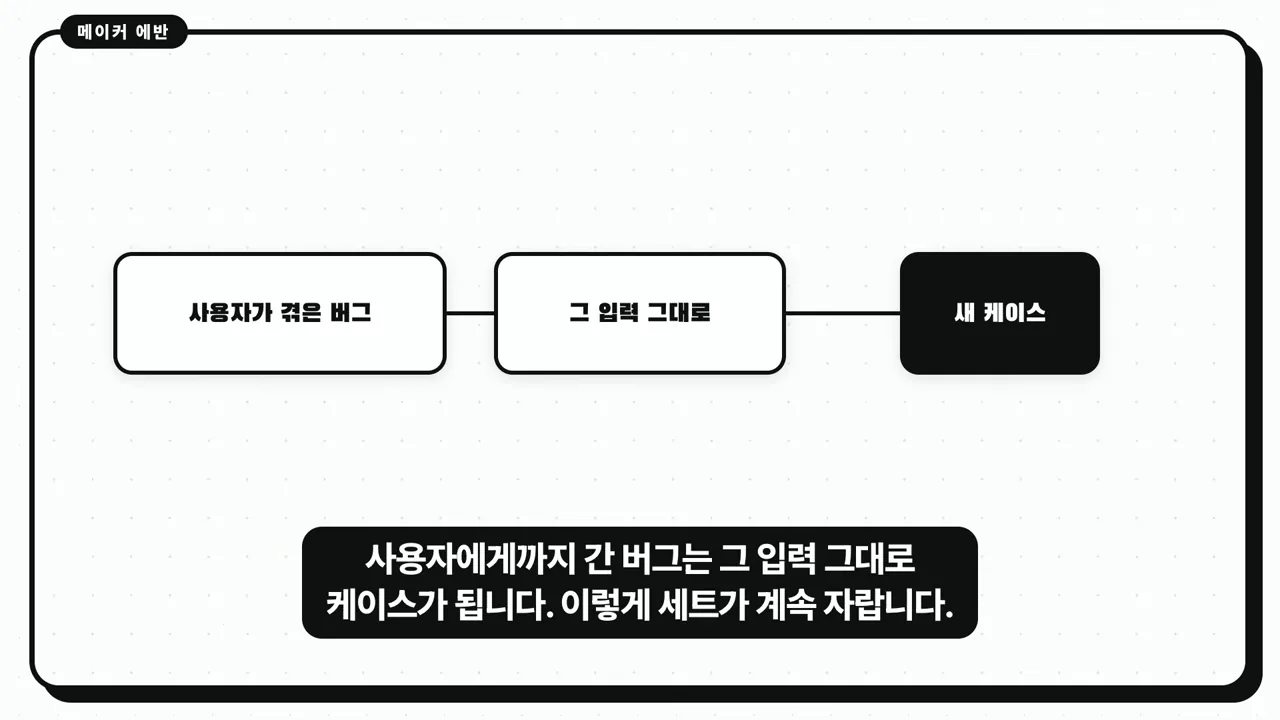 메이커 에반
사용자가 겪은 버그
그 입력 그대로
새 케이스
사용자에게까지 간 버그는 그 입력 그대로
케이스가 됩니다. 이렇게 세트가 계속 자랍니다.